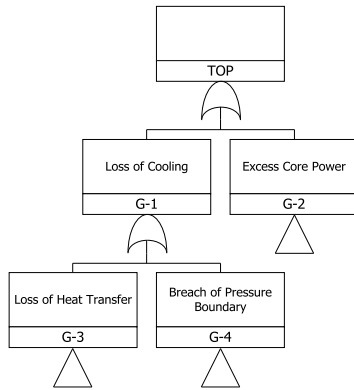 TOP
Loss of Cooling
Excess Core Power
G-1
G-2
Loss of Heat Transfer
Breach of Pressure
Boundary
G-3
G-4